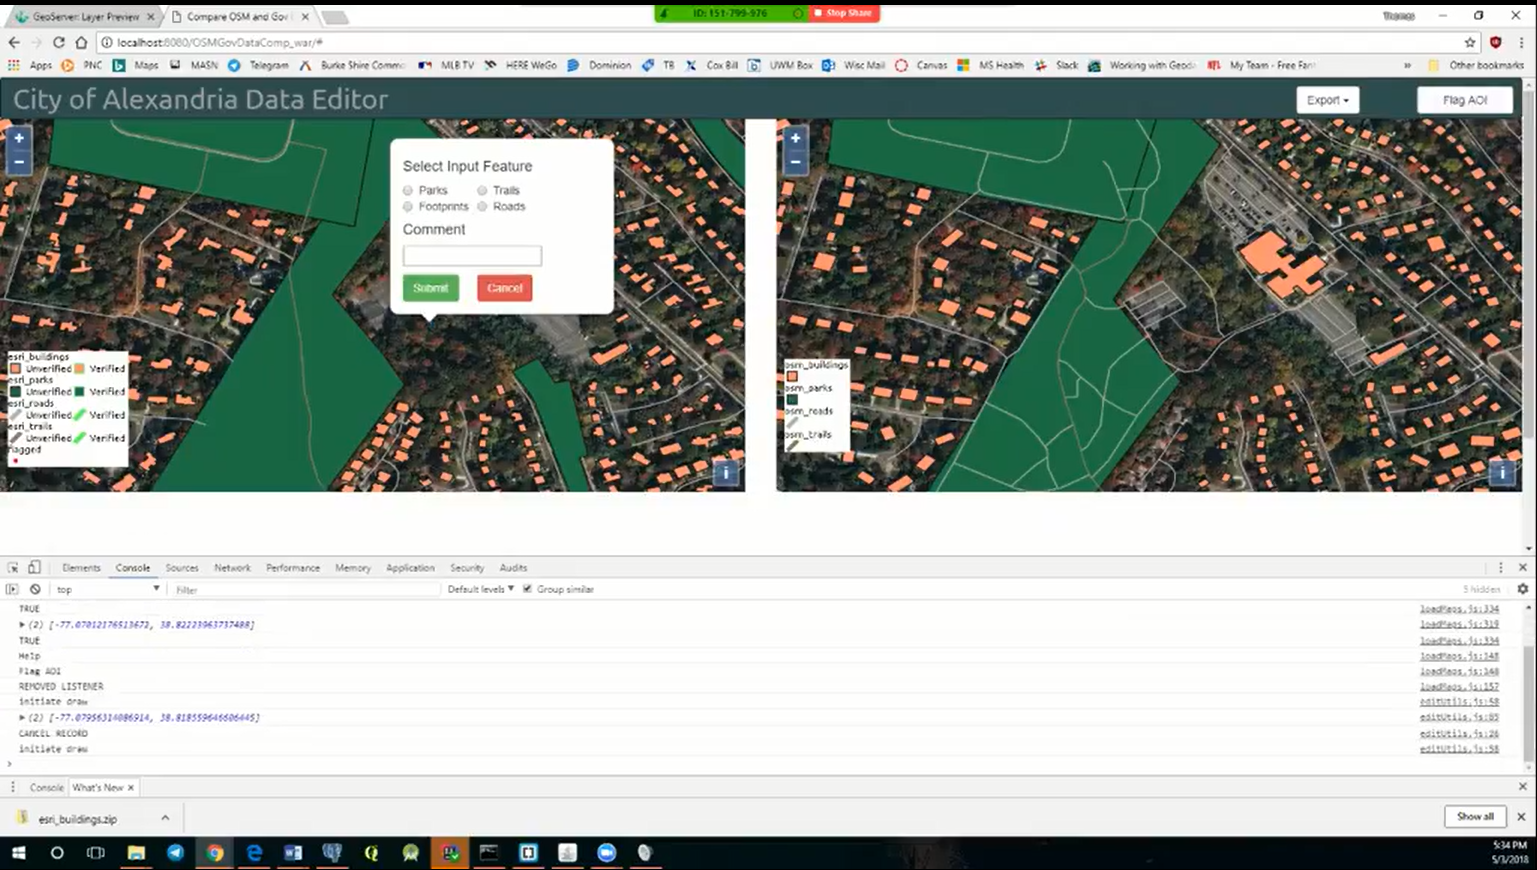 GeoServer: Layer Preview
Compare OSM and Gov
ID: 151-799-976
Stop Share
Thomas
localhost:8080/OSMGovDataComp_war/#
Apps PNC Maps MASN Telegram Burke Shire Comm MLB TV HERE WeGo Dominion TB Cox Bill UWM Box Wisc Mail Canvas MS Health Slack Working with Geod My Team - Free Fan » Other bookmarks
City of Alexandria Data Editor
Export
Flag AOI
+
−
Select Input Feature
Parks Trails
Footprints Roads
Comment
Submit Cancel
esri_buildings
Unverified Verified
esri_parks
Unverified Verified
esri_roads
Unverified Verified
esri_trails
Unverified Verified
flagged
i
+
−
osm_buildings
osm_parks
osm_roads
osm_trails
i
Elements Console Sources Network Performance Memory Application Security Audits
top Filter Default levels Group similar 5 hidden
TRUE loadMaps.js:334
(2) [-77.07012176513672, 38.82223963737488] loadMaps.js:319
TRUE loadMaps.js:334
Help loadMaps.js:148
Flag AOI loadMaps.js:148
REMOVED LISTENER loadMaps.js:157
initiate draw editUtils.js:58
(2) [-77.07956314086914, 38.818559646606445] editUtils.js:85
CANCEL RECORD editUtils.js:26
initiate draw editUtils.js:58
Console What's New
esri_buildings.zip
Show all
5:34 PM
5/3/2018